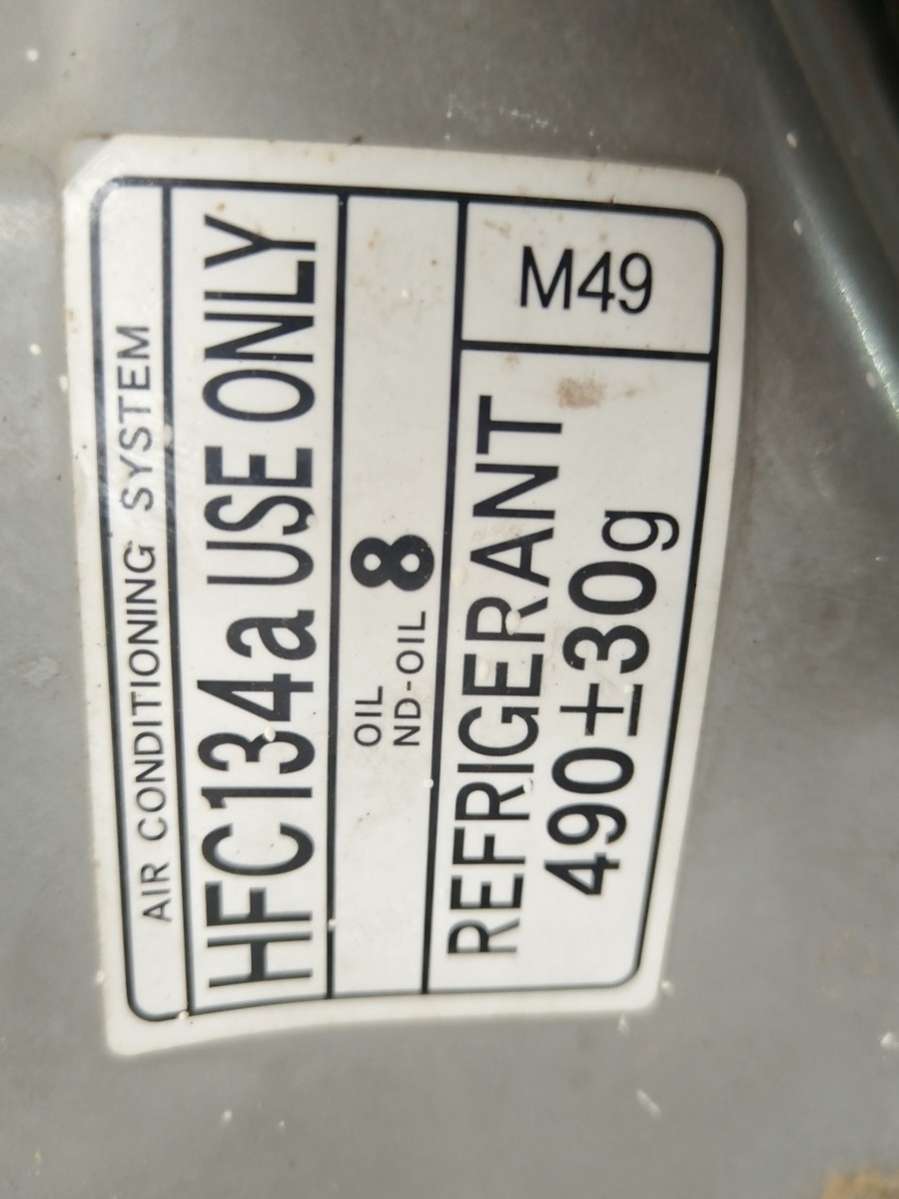 AIR CONDITIONING SYSTEM
HFC134a USE ONLY
OIL
ND-OIL 8
REFRIGERANT
490±30g
M49